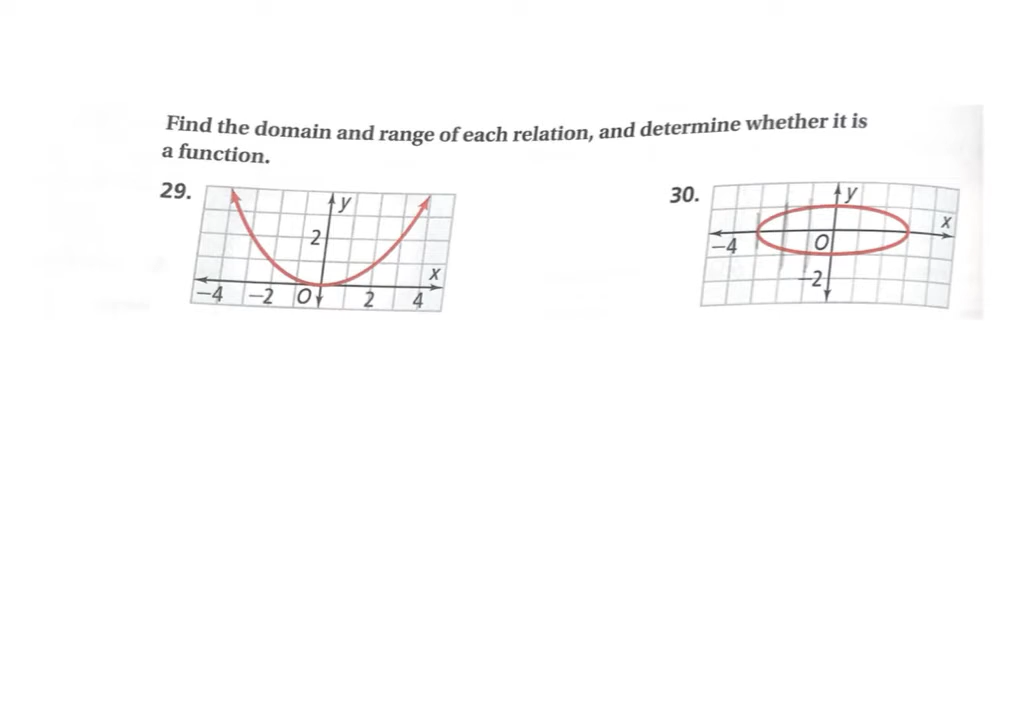 Find the domain and range of each relation, and determine whether it is
a function.
29.
y
2
x
−4 −2 O 2 4
30.
y
x
−4 O
−2